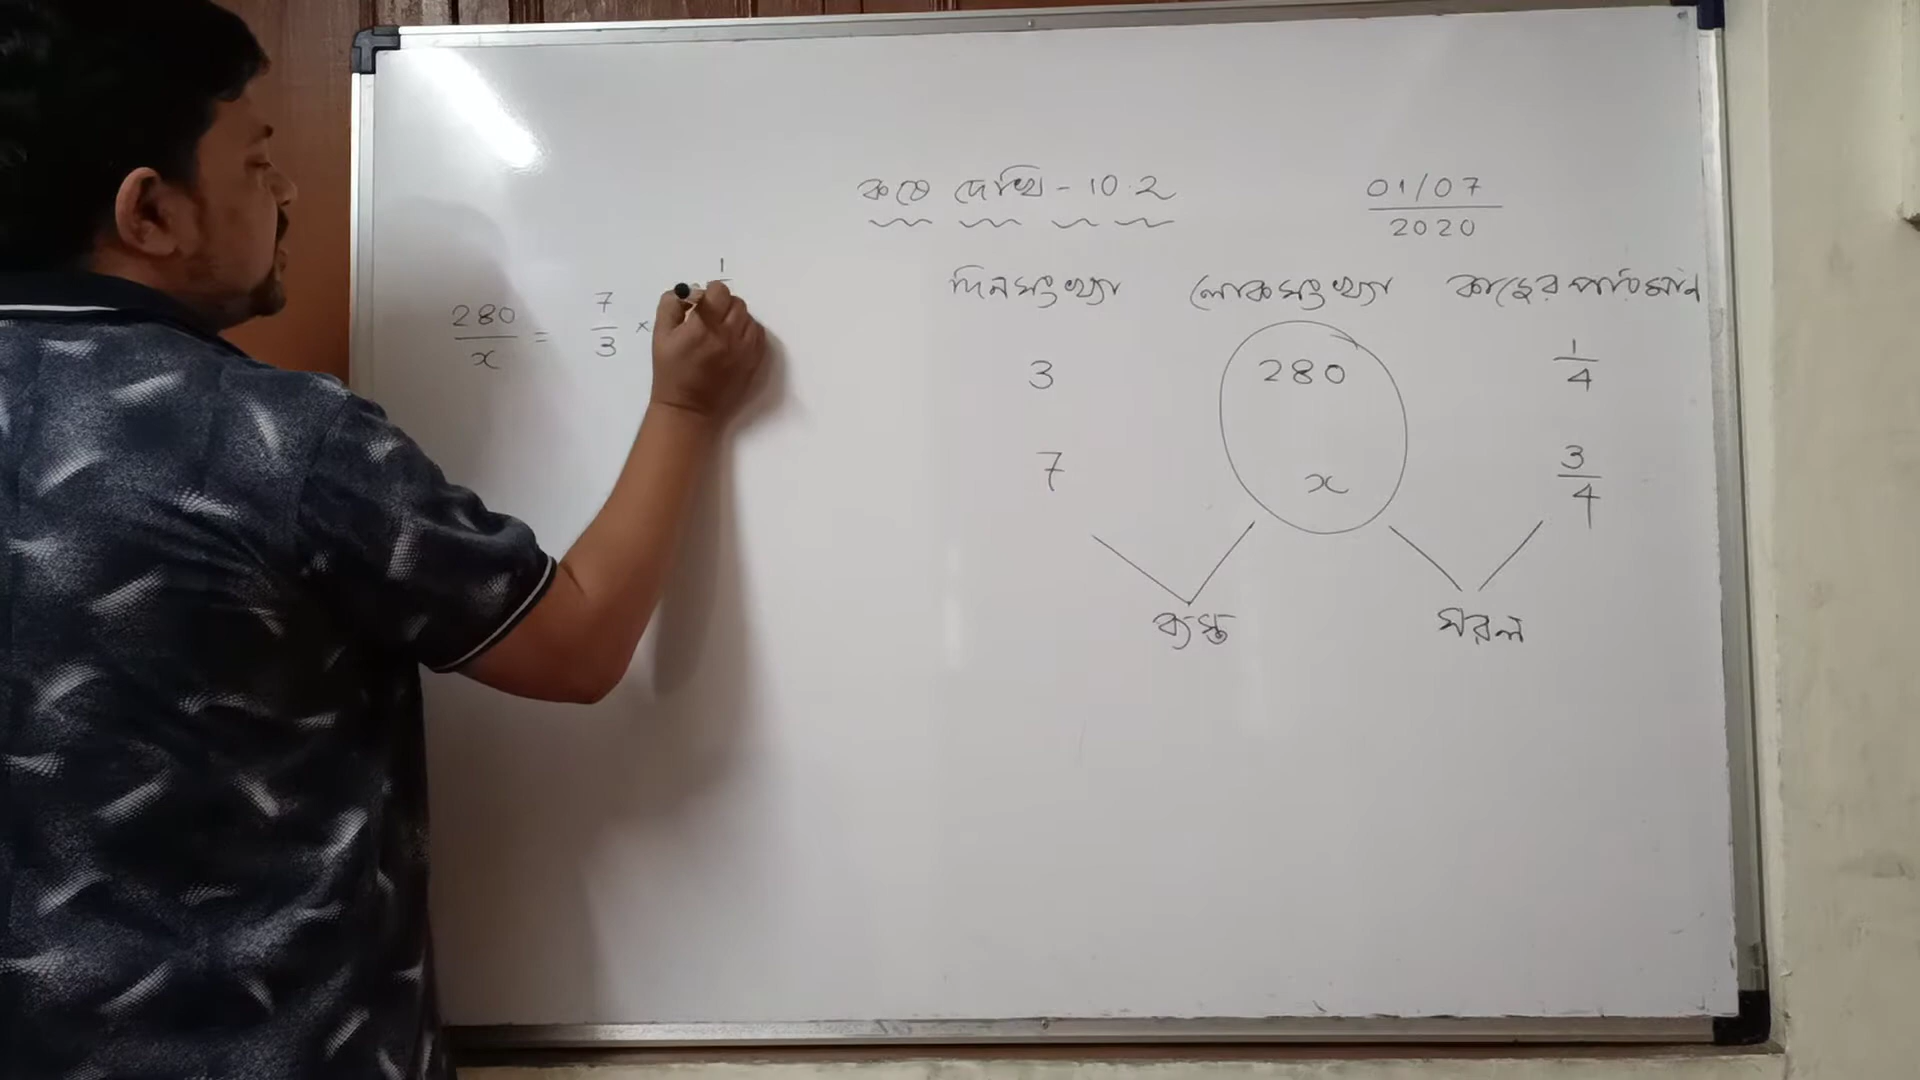 কষে দেখি - 10.2
01/07
2020
দিনসংখ্যা লোকসংখ্যা কাজের পরিমান
3 280 1/4
7 x 3/4
ব্যস্ত সরল
280/x = 7/3 × 1